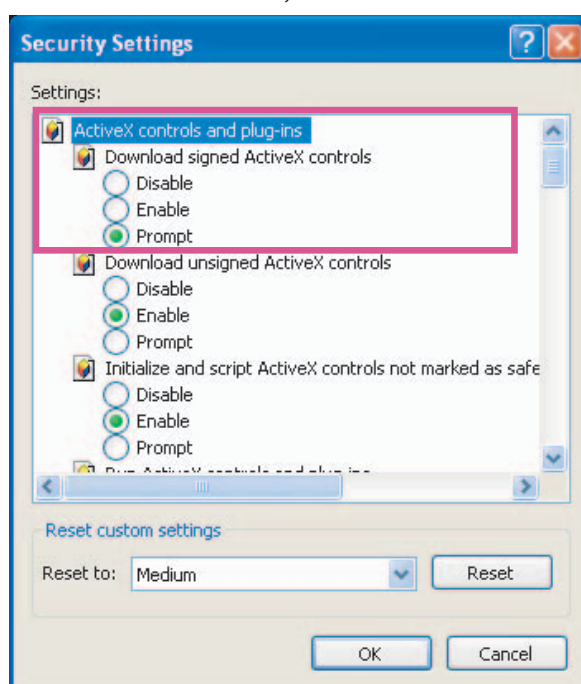 Security Settings
Settings:
ActiveX controls and plug-ins
Download signed ActiveX controls
Disable
Enable
Prompt
Download unsigned ActiveX controls
Disable
Enable
Prompt
Initialize and script ActiveX controls not marked as safe
Disable
Enable
Prompt
Reset custom settings
Reset to: Medium Reset
OK Cancel